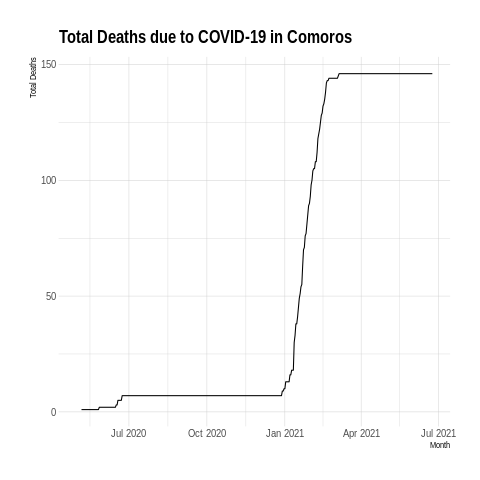 Total Deaths due to COVID-19 in Comoros
Total Deaths
150
100
50
0
Jul 2020 Oct 2020 Jan 2021 Apr 2021 Jul 2021
Month